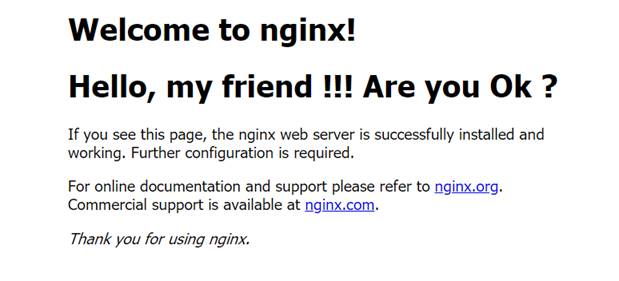 Welcome to nginx!
Hello, my friend !!! Are you Ok ?
If you see this page, the nginx web server is successfully installed and
working. Further configuration is required.
For online documentation and support please refer to nginx.org.
Commercial support is available at nginx.com.
Thank you for using nginx.